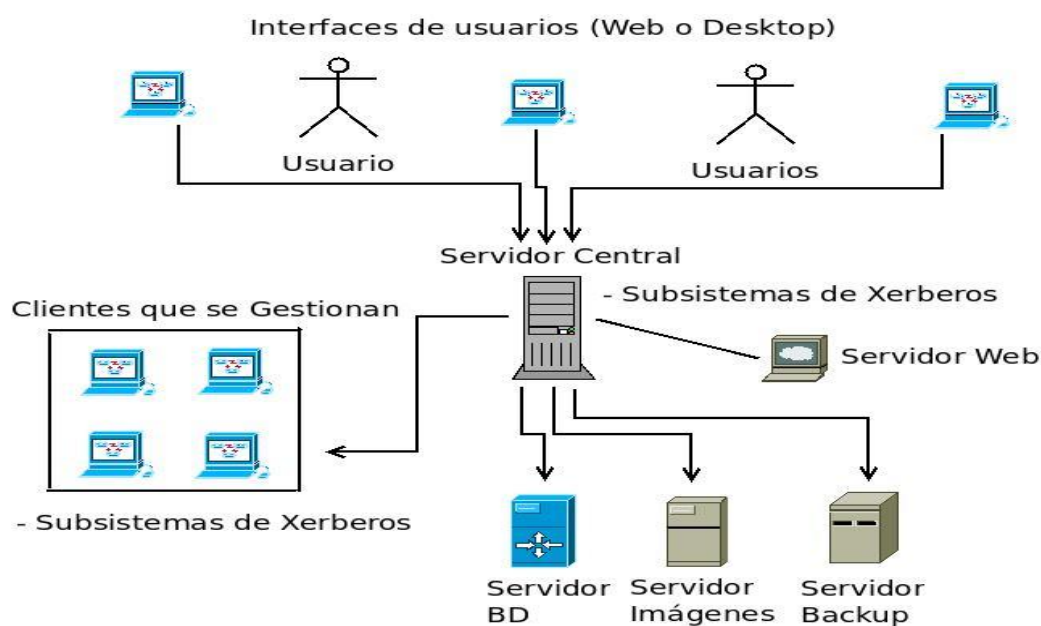 Interfaces de usuarios (Web o Desktop)
Usuario
Usuarios
Servidor Central
- Subsistemas de Xerberos
Clientes que se Gestionan
Servidor Web
- Subsistemas de Xerberos
Servidor
BD
Servidor
Imágenes
Servidor
Backup